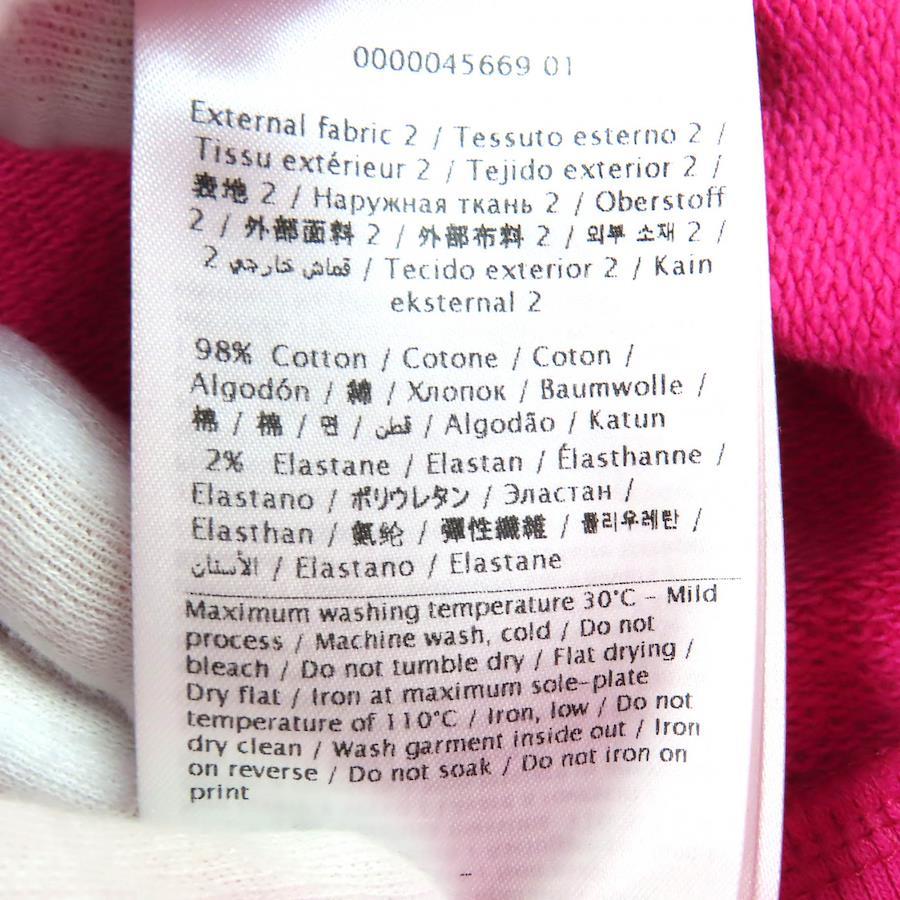 0000045669 01
External fabric 2 / Tessuto esterno 2 /
Tissu extérieur 2 / Tejido exterior 2 /
表地 2 / Наружная ткань 2 / Oberstoff
2 / 外部面料 2 / 外部布料 2 / 외부 소재 2 /
قماش خارجي 2 / Tecido exterior 2 / Kain
eksternal 2
98% Cotton / Cotone / Coton /
Algodón / 綿 / Хлопок / Baumwolle /
棉 / 棉 / 면 / قطن / Algodão / Katun
2% Elastane / Elastan / Élasthanne /
Elastano / ポリウレタン / Эластан /
Elasthan / 氨纶 / 彈性纖維 / 폴리우레탄 /
الأستان / Elastano / Elastane
Maximum washing temperature 30°C – Mild
process / Machine wash, cold / Do not
bleach / Do not tumble dry / Flat drying /
Dry flat / Iron at maximum sole-plate
temperature of 110°C / Iron, low / Do not
dry clean / Wash garment inside out / Iron
on reverse / Do not soak / Do not iron on
print